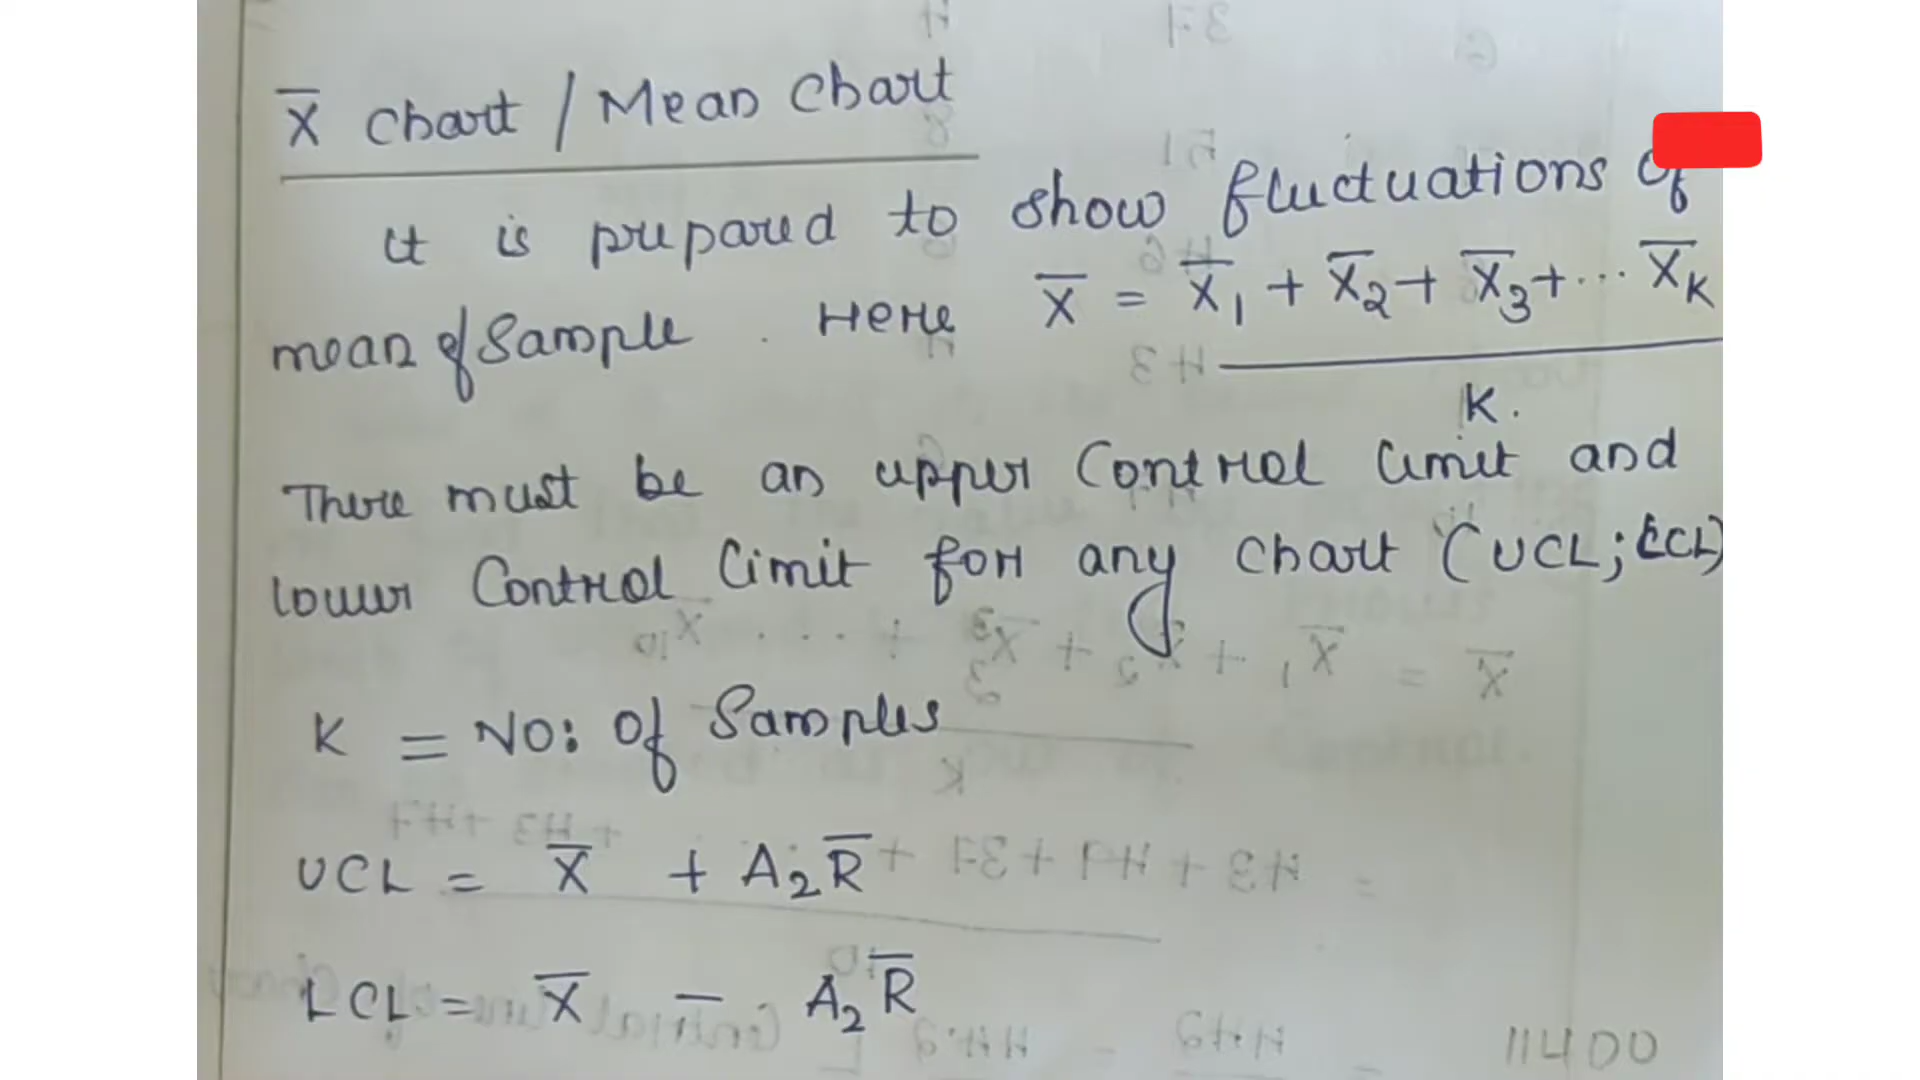 X̅ chart / Mean chart
It is prepared to show fluctuations of
mean of Sample . Here X̅ = X̅₁ + X̅₂ + X̅₃ + ... X̅ₖ
K.
There must be an upper Control limit and
lower Control limit for any chart (UCL; LCL)
K = No: of Samples
UCL = X̅ + A₂R̅
LCL = X̅ − A₂R̅
11400